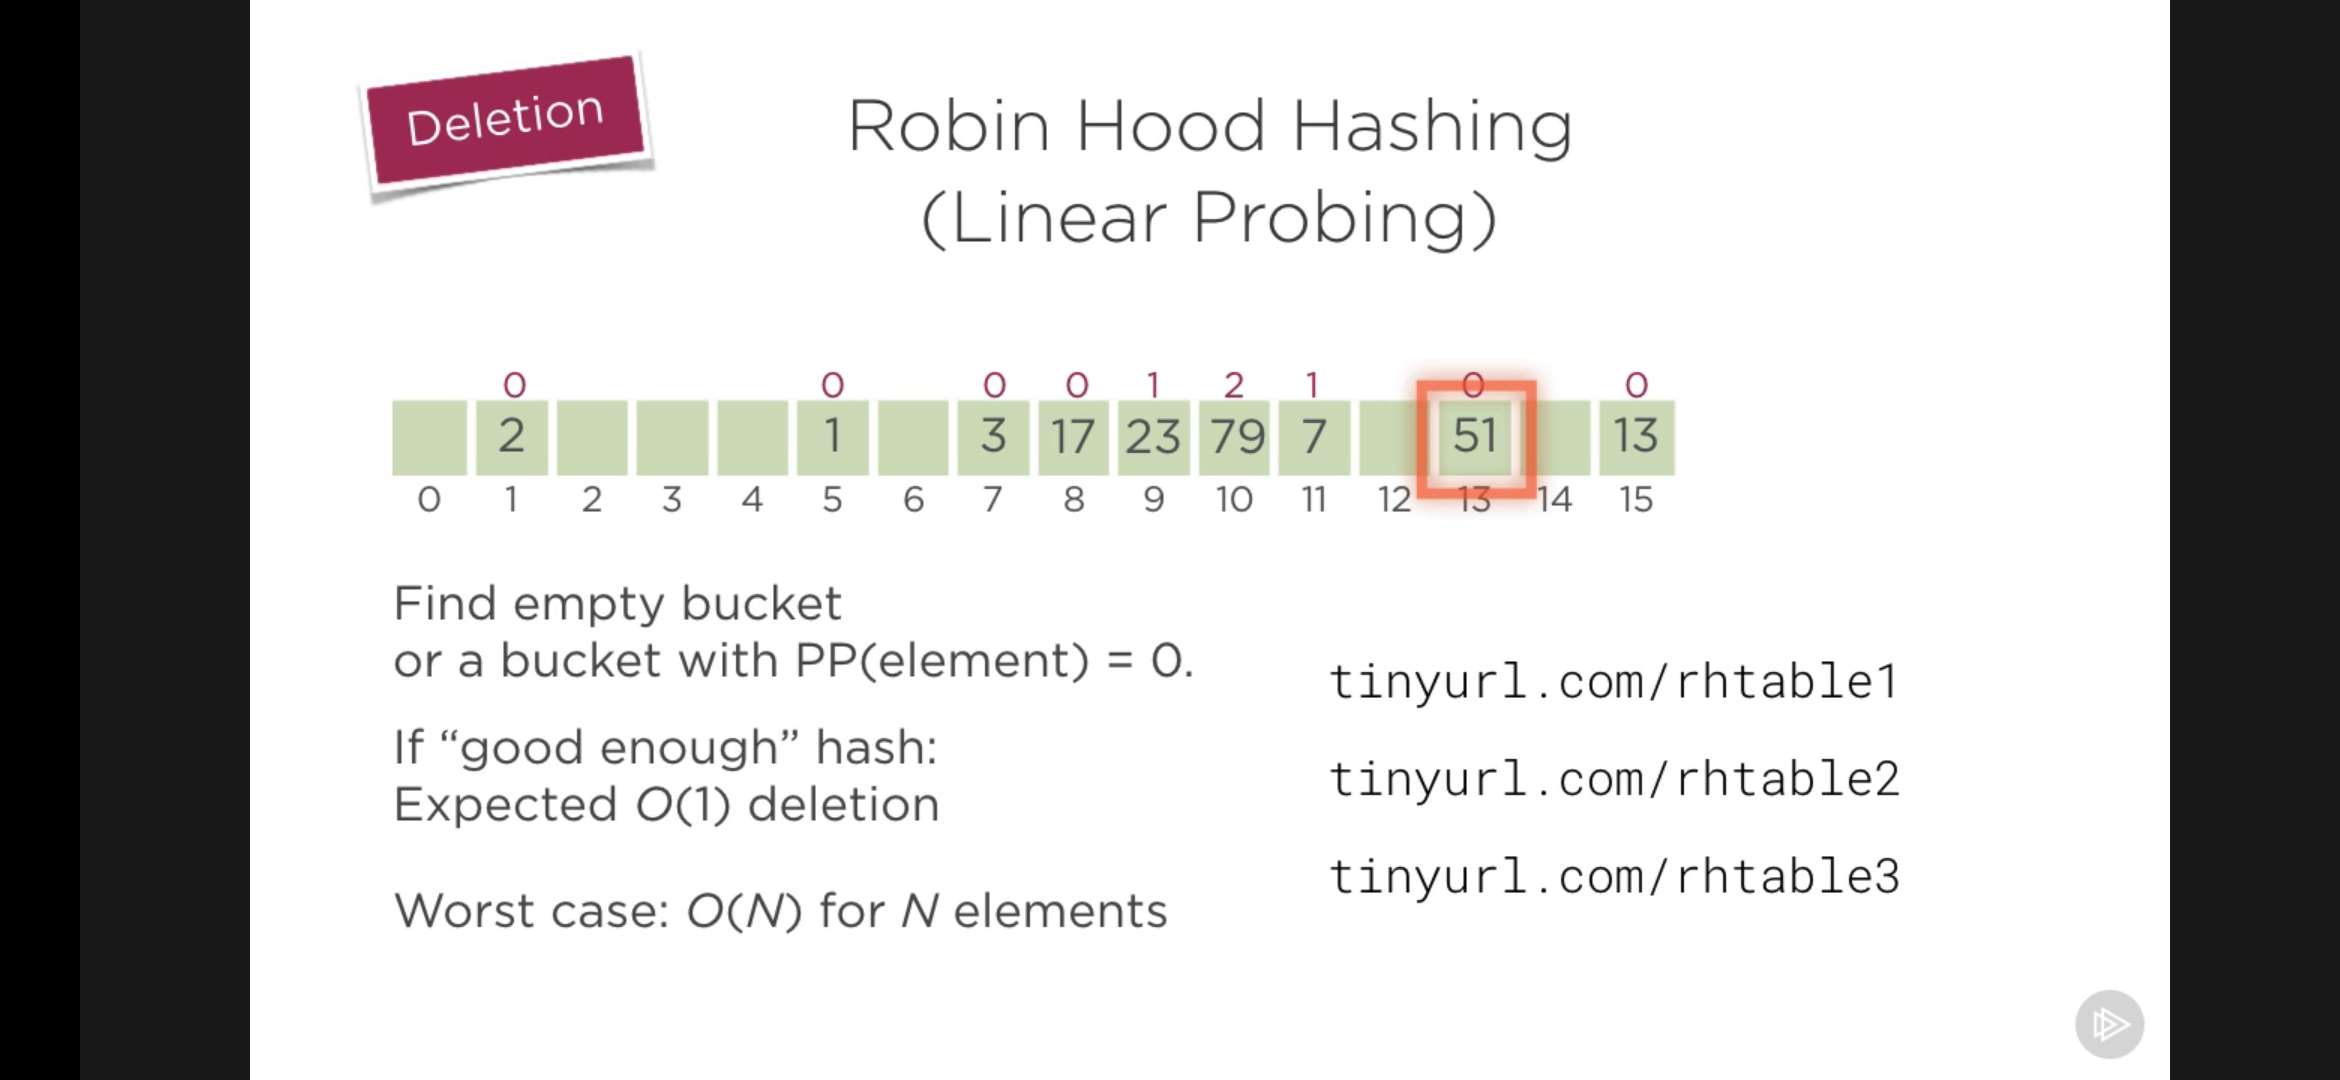 Deletion
Robin Hood Hashing
(Linear Probing)
0 0 0 0 1 2 1 0 0
2 1 3 17 23 79 7 51 13
0 1 2 3 4 5 6 7 8 9 10 11 12 13 14 15
Find empty bucket
or a bucket with PP(element) = 0.
If “good enough” hash:
Expected O(1) deletion
Worst case: O(N) for N elements
tinyurl.com/rhtable1
tinyurl.com/rhtable2
tinyurl.com/rhtable3